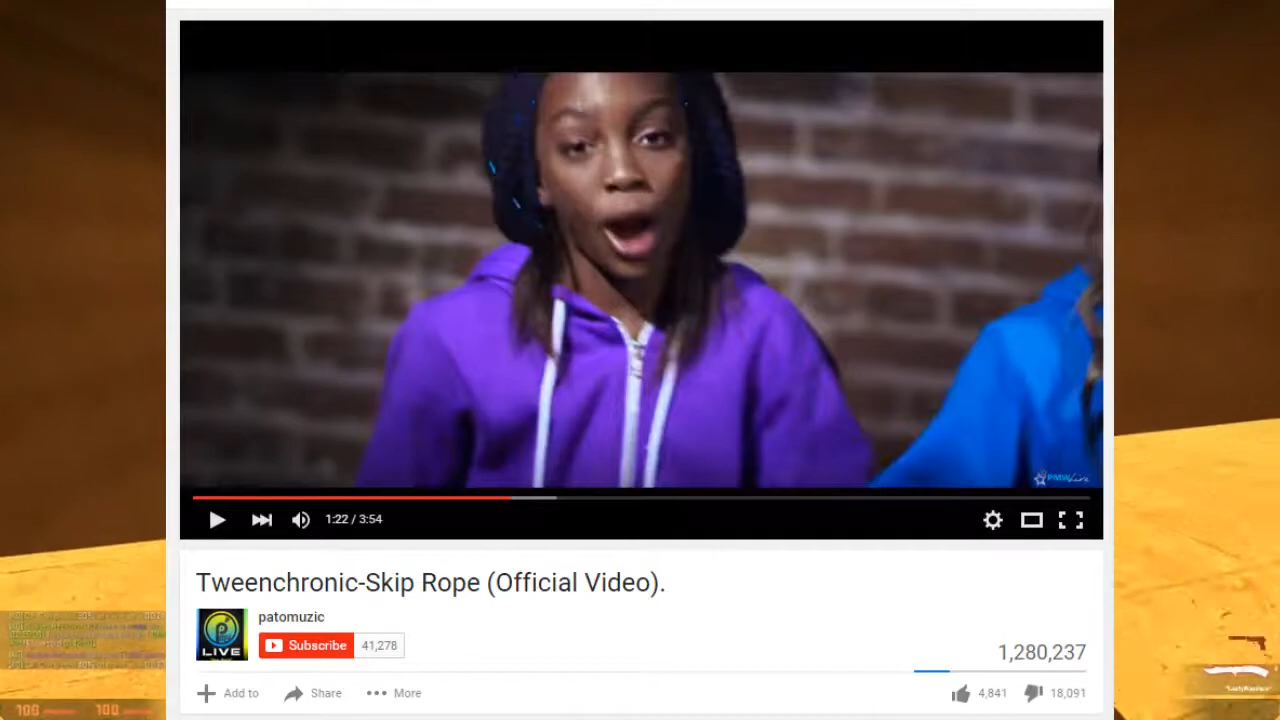 PMWLive
1:22 / 3:54
Tweenchronic-Skip Rope (Official Video).
LIVE
patomuzic
Subscribe 41,278
1,280,237
Add to Share More 4,841 18,091
100 100